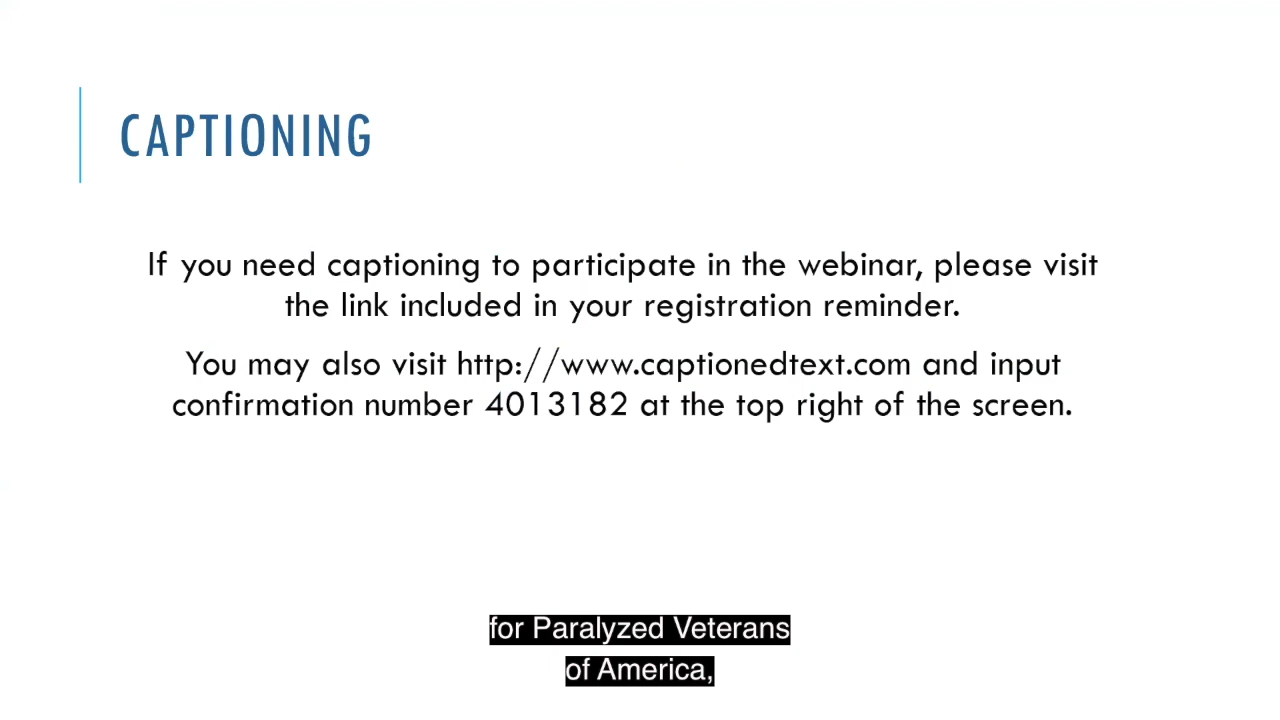 CAPTIONING
If you need captioning to participate in the webinar, please visit
the link included in your registration reminder.
You may also visit http://www.captionedtext.com and input
confirmation number 4013182 at the top right of the screen.
for Paralyzed Veterans
of America,